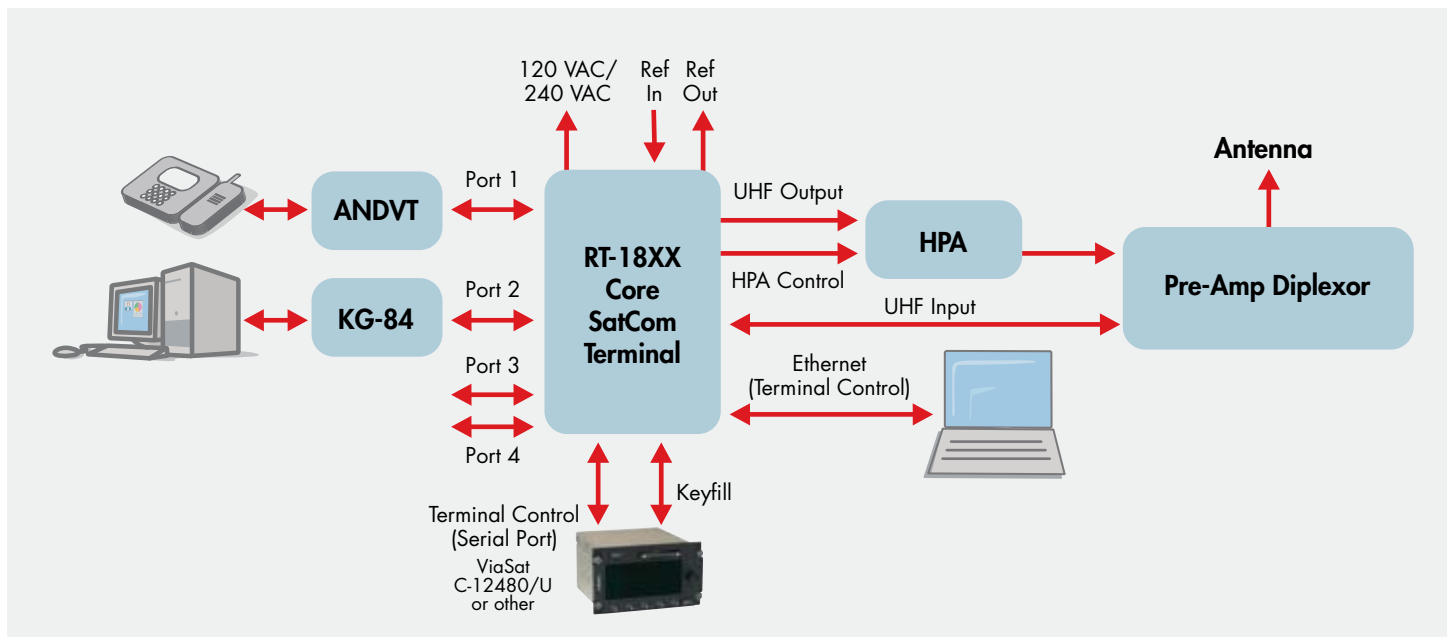 120 VAC/
240 VAC
Ref
In
Ref
Out
Antenna
Port 1
ANDVT
UHF Output
HPA
RT-18XX
Core
SatCom
Terminal
HPA Control
Pre-Amp Diplexor
Port 2
KG-84
UHF Input
Port 3
Ethernet
(Terminal Control)
Port 4
Keyfill
Terminal Control
(Serial Port)
ViaSat
C-12480/U
or other